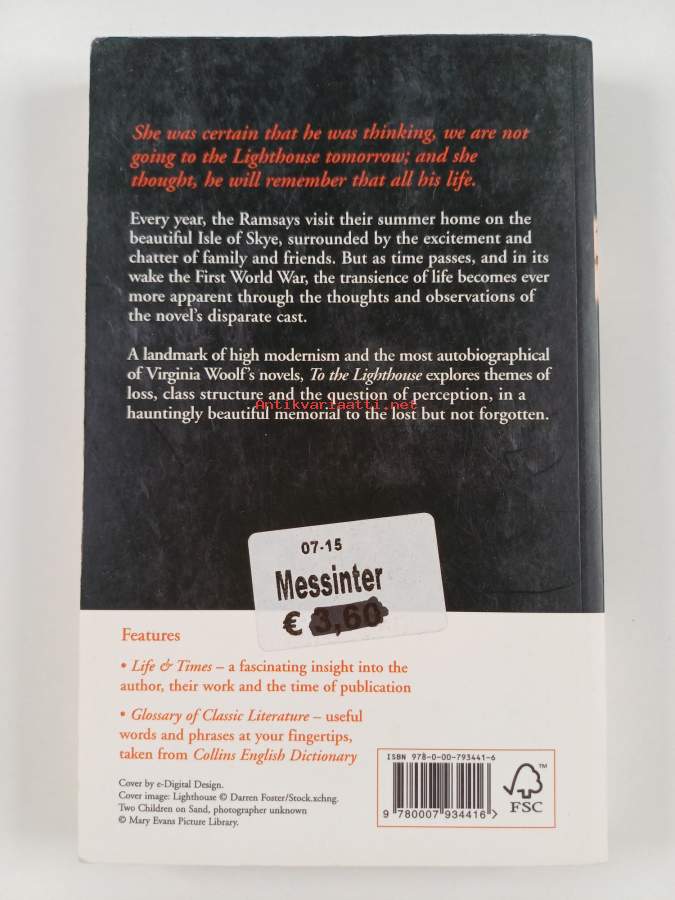 She was certain that he was thinking, we are not
going to the Lighthouse tomorrow; and she
thought, he will remember that all his life.
Every year, the Ramsays visit their summer home on the
beautiful Isle of Skye, surrounded by the excitement and
chatter of family and friends. But as time passes, and in its
wake the First World War, the transience of life becomes ever
more apparent through the thoughts and observations of
the novel's disparate cast.
A landmark of high modernism and the most autobiographical
of Virginia Woolf's novels, To the Lighthouse explores themes of
loss, class structure and the question of perception, in a
Antikvariaatti.net
hauntingly beautiful memorial to the lost but not forgotten.
07-15
Messinter
€ 3,60
Features
• Life & Times – a fascinating insight into the
author, their work and the time of publication
• Glossary of Classic Literature – useful
words and phrases at your fingertips,
taken from Collins English Dictionary
Cover by e-Digital Design.
Cover image: Lighthouse © Darren Foster/Stock.xchng.
Two Children on Sand, photographer unknown
© Mary Evans Picture Library.
ISBN 978-0-00-793441-6
9 780007 934416 >
TM
FSC